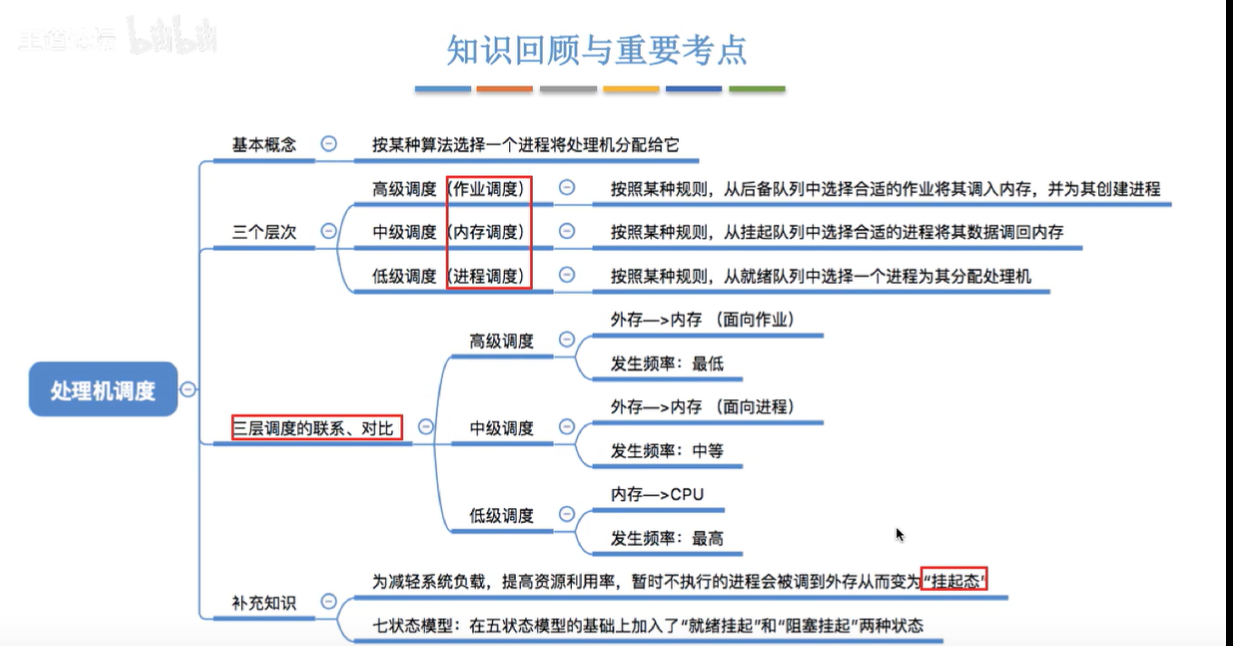 王道论坛 bilibili
知识回顾与重要考点
处理机调度
基本概念
按某种算法选择一个进程将处理机分配给它
三个层次
高级调度（作业调度）
按照某种规则，从后备队列中选择合适的作业将其调入内存，并为其创建进程
中级调度（内存调度）
按照某种规则，从挂起队列中选择合适的进程将其数据调回内存
低级调度（进程调度）
按照某种规则，从就绪队列中选择一个进程为其分配处理机
三层调度的联系、对比
高级调度
外存—>内存 （面向作业）
发生频率：最低
中级调度
外存—>内存 （面向进程）
发生频率：中等
低级调度
内存—>CPU
发生频率：最高
补充知识
为减轻系统负载，提高资源利用率，暂时不执行的进程会被调到外存从而变为“挂起态”
七状态模型：在五状态模型的基础上加入了“就绪挂起”和“阻塞挂起”两种状态